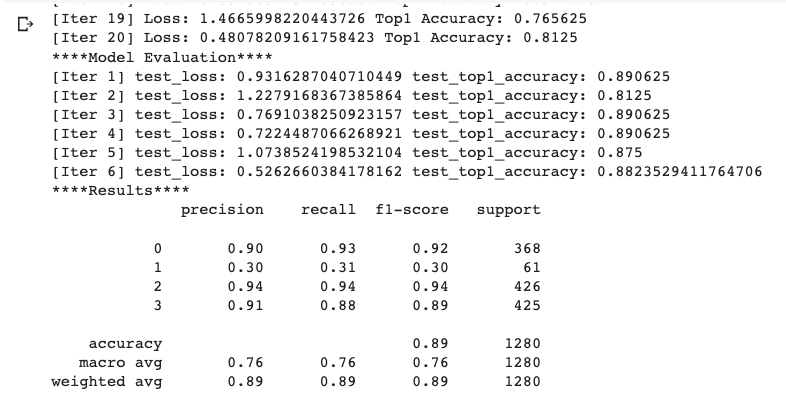 [Iter 19] Loss: 1.4665998220443726 Top1 Accuracy: 0.765625
[Iter 20] Loss: 0.48078209161758423 Top1 Accuracy: 0.8125
****Model Evaluation****
[Iter 1] test_loss: 0.9316287040710449 test_top1_accuracy: 0.890625
[Iter 2] test_loss: 1.2279168367385864 test_top1_accuracy: 0.8125
[Iter 3] test_loss: 0.7691038250923157 test_top1_accuracy: 0.890625
[Iter 4] test_loss: 0.7224487066268921 test_top1_accuracy: 0.890625
[Iter 5] test_loss: 1.0738524198532104 test_top1_accuracy: 0.875
[Iter 6] test_loss: 0.5262660384178162 test_top1_accuracy: 0.8823529411764706
****Results****
precision recall f1-score support
0 0.90 0.93 0.92 368
1 0.30 0.31 0.30 61
2 0.94 0.94 0.94 426
3 0.91 0.88 0.89 425
accuracy 0.89 1280
macro avg 0.76 0.76 0.76 1280
weighted avg 0.89 0.89 0.89 1280